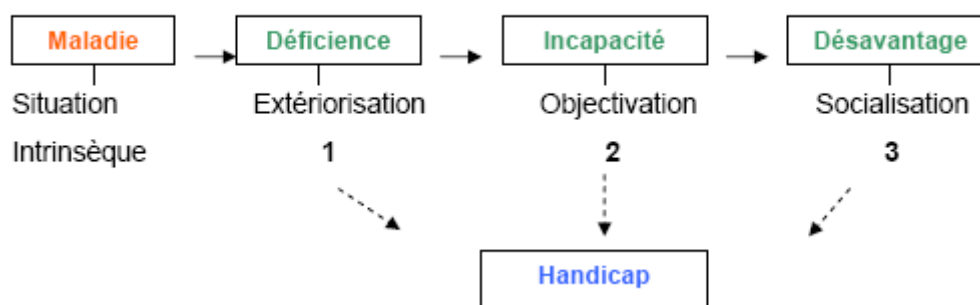 Maladie Déficience Incapacité Désavantage
Situation Extériorisation Objectivation Socialisation
Intrinsèque 1 2 3
Handicap